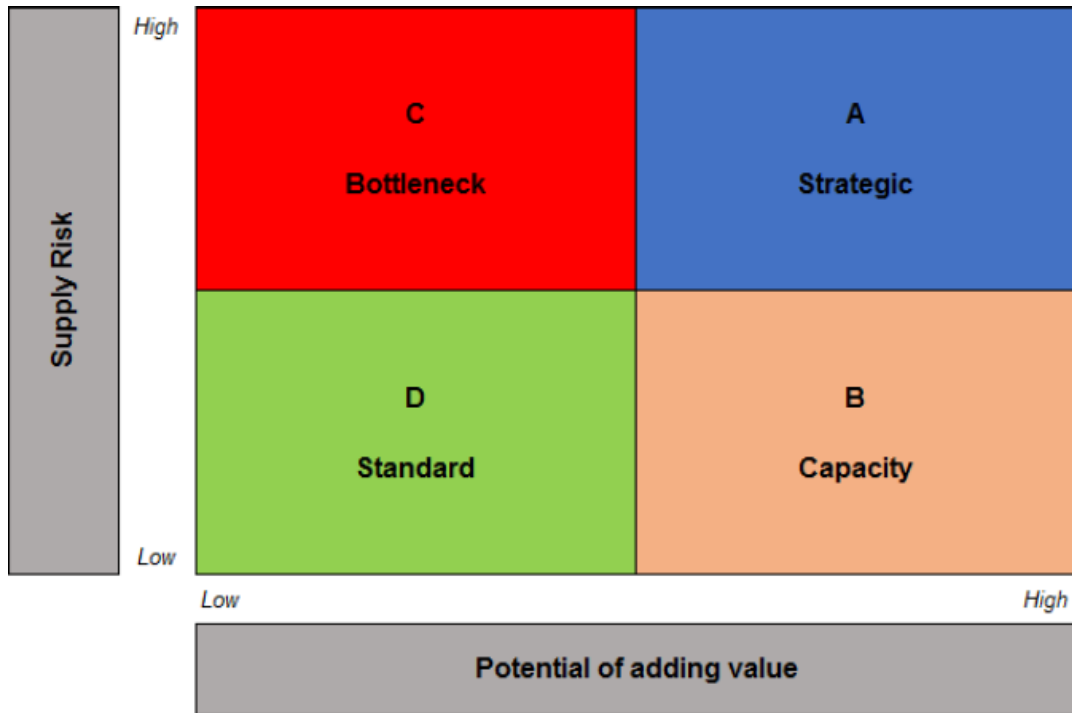 High
C
Bottleneck
A
Strategic
Supply Risk
D
Standard
B
Capacity
Low
Low
High
Potential of adding value